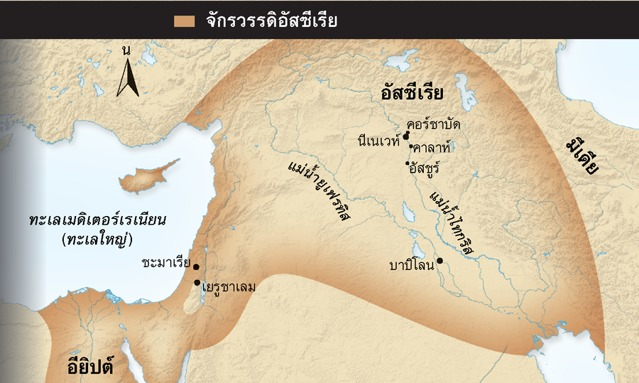 จักรวรรดิอัสซีเรีย
น
อัสซีเรีย
คอร์ซาบัด
นีเนเวห์
คาลาห์
อัสชูร์
มีเดีย
แม่น้ำยูเฟรทิส
แม่น้ำไทกริส
ทะเลเมดิเตอร์เรเนียน
(ทะเลใหญ่)
ซะมาเรีย
บาบิโลน
เยรูซาเลม
อียิปต์